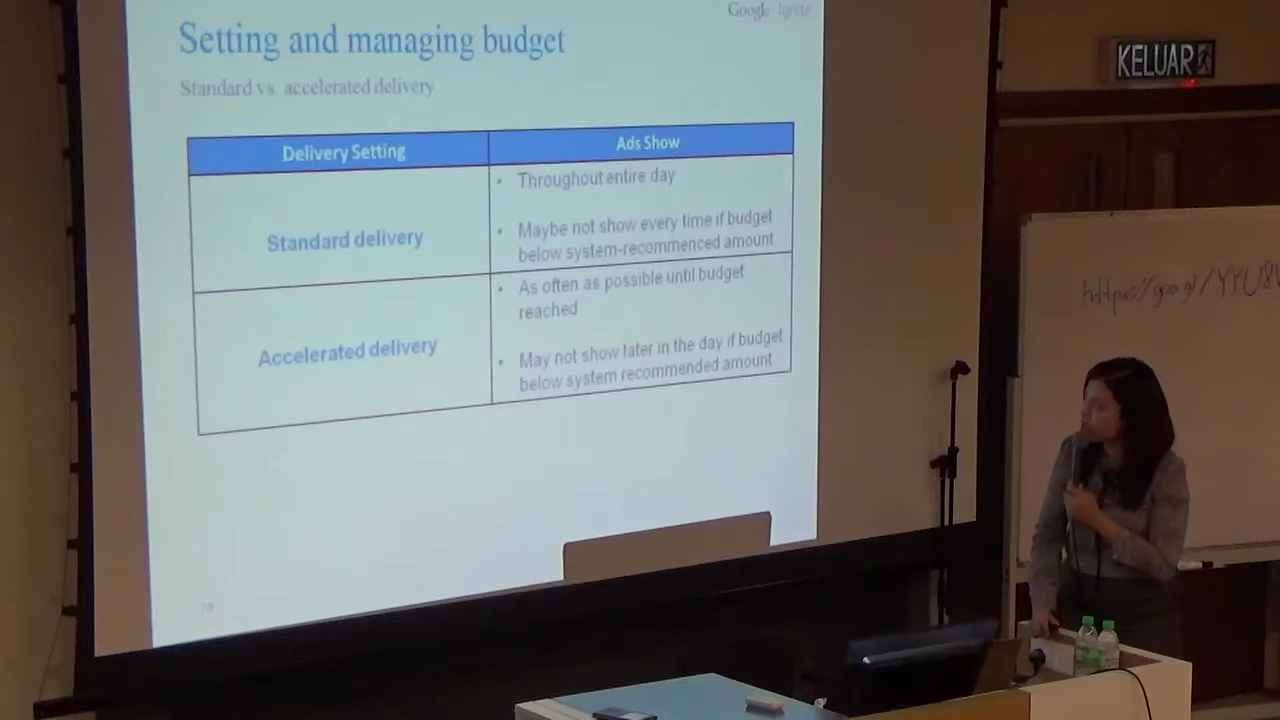 Google Ignite
Setting and managing budget
Standard vs. accelerated delivery
Delivery Setting
Ads Show
Standard delivery
• Throughout entire day
• Maybe not show every time if budget
below system-recommenced amount
Accelerated delivery
• As often as possible until budget
reached
• May not show later in the day if budget
below system recommended amount
KELUAR